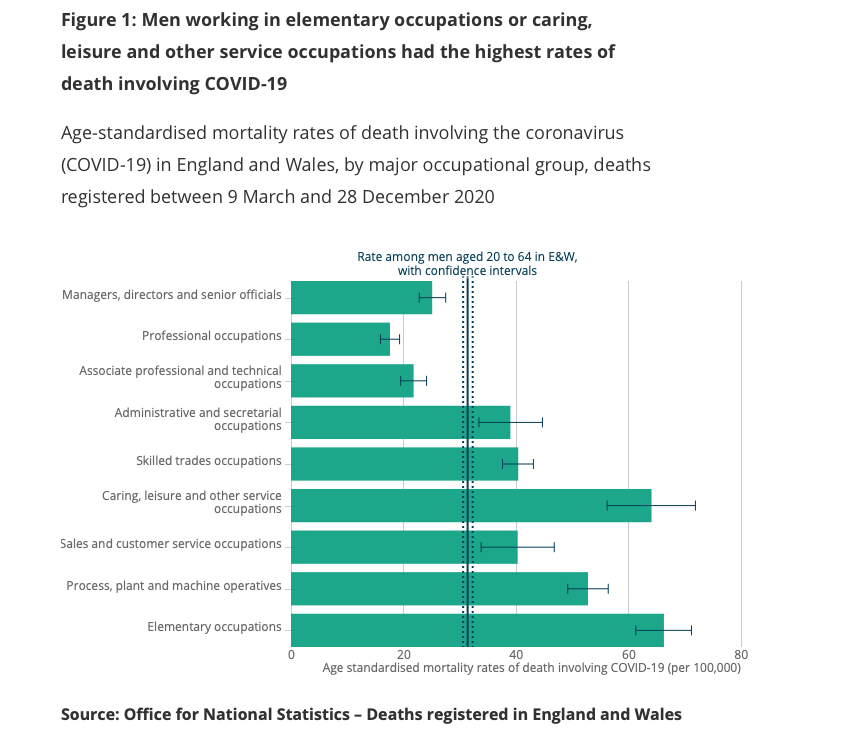 Figure 1: Men working in elementary occupations or caring,
leisure and other service occupations had the highest rates of
death involving COVID-19
Age-standardised mortality rates of death involving the coronavirus
(COVID-19) in England and Wales, by major occupational group, deaths
registered between 9 March and 28 December 2020
Rate among men aged 20 to 64 in E&W,
with confidence intervals
Managers, directors and senior officials
Professional occupations
Associate professional and technical
occupations
Administrative and secretarial
occupations
Skilled trades occupations
Caring, leisure and other service
occupations
Sales and customer service occupations
Process, plant and machine operatives
Elementary occupations
0 20 40 60 80
Age standardised mortality rates of death involving COVID-19 (per 100,000)
Source: Office for National Statistics – Deaths registered in England and Wales